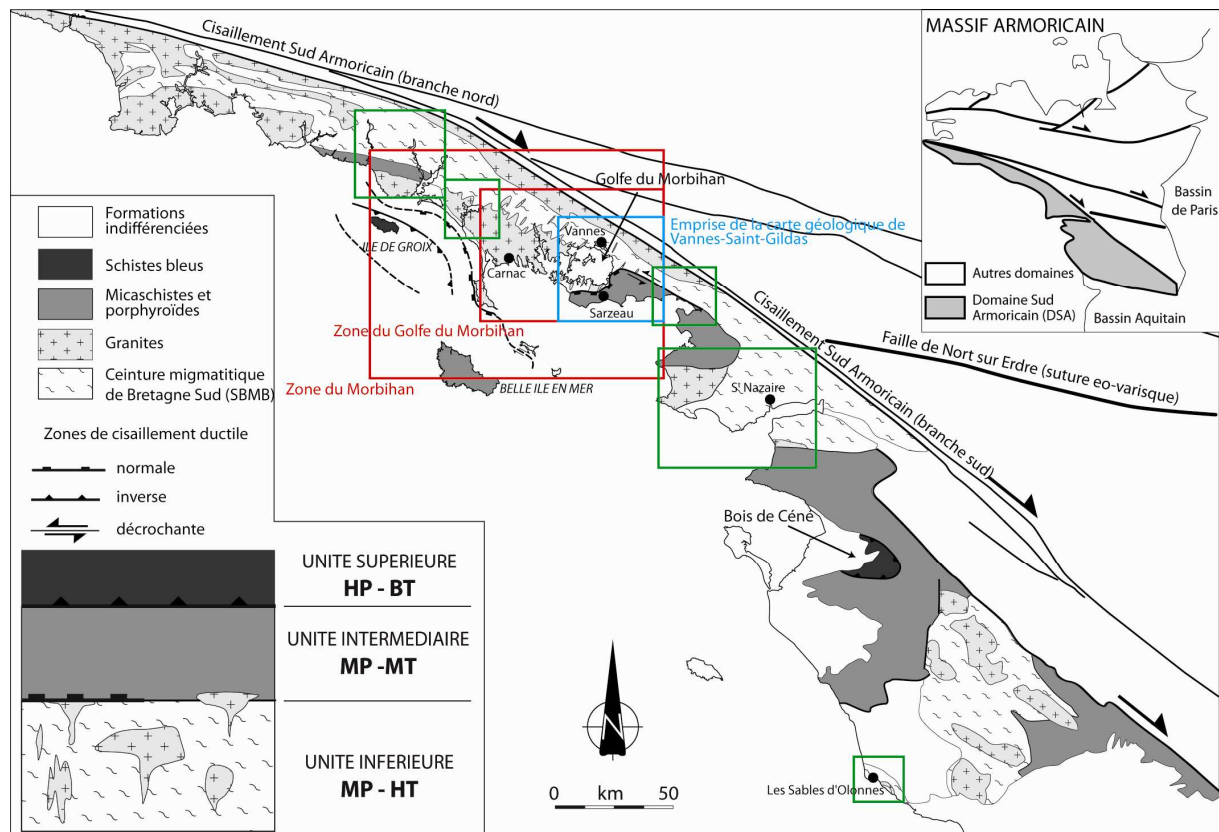 Cisaillement Sud Armoricain (branche nord)
MASSIF ARMORICAIN
Bassin
de Paris
Bassin Aquitain
Autres domaines
Domaine Sud
Armoricain (DSA)
Formations
indifférenciées
Schistes bleus
Micaschistes et
porphyroïdes
Granites
Ceinture migmatitique
de Bretagne Sud (SBMB)
Zones de cisaillement ductile
normale
inverse
décrochante
UNITE SUPERIEURE
HP - BT
UNITE INTERMEDIAIRE
MP -MT
UNITE INFERIEURE
MP - HT
Golfe du Morbihan
Emprise de la carte géologique de
Vannes-Saint-Gildas
Vannes
ILE DE GROIX
Carnac
Sarzeau
Zone du Golfe du Morbihan
Zone du Morbihan
BELLE ILE EN MER
St Nazaire
Cisaillement Sud Armoricain (branche sud)
Faille de Nort sur Erdre (suture eo-varisque)
Bois de Céné
N
0 km 50
Les Sables d'Olonnes